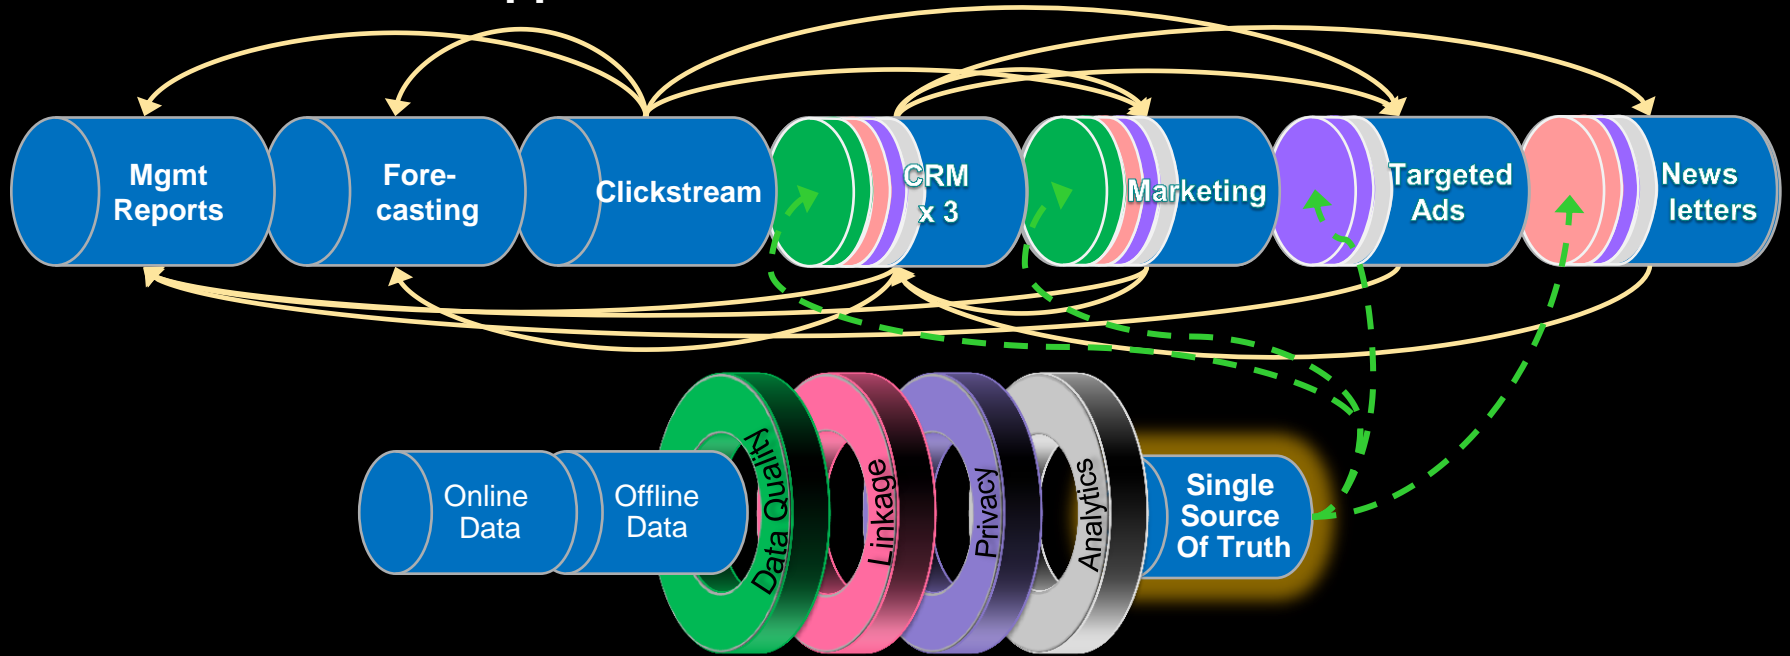 Mgmt
Reports
Fore-
casting
Clickstream
CRM
x 3
Marketing
Targeted
Ads
News
letters
Online
Data
Offline
Data
Data Quality
Linkage
Privacy
Analytics
Single
Source
Of Truth